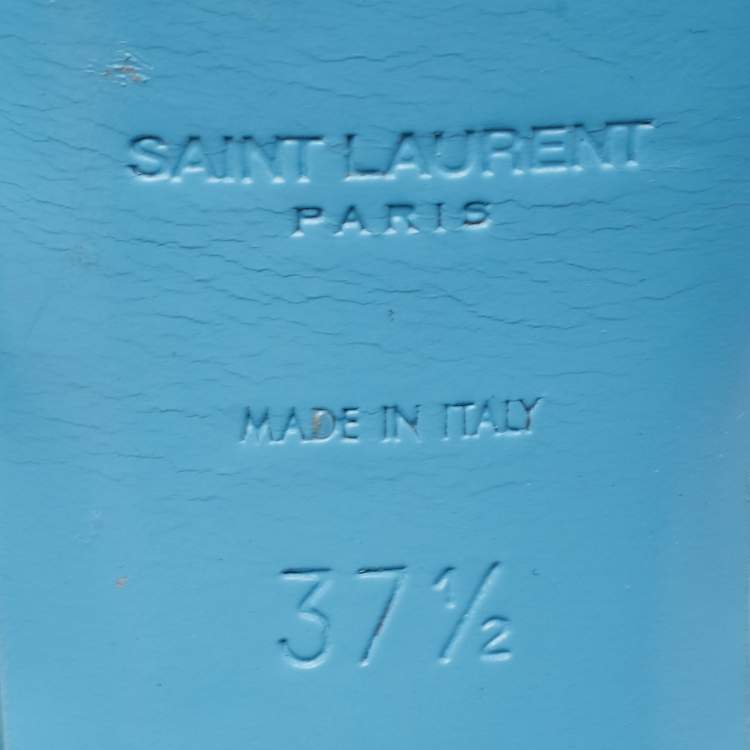 SAINT LAURENT
PARIS
MADE IN ITALY
37½